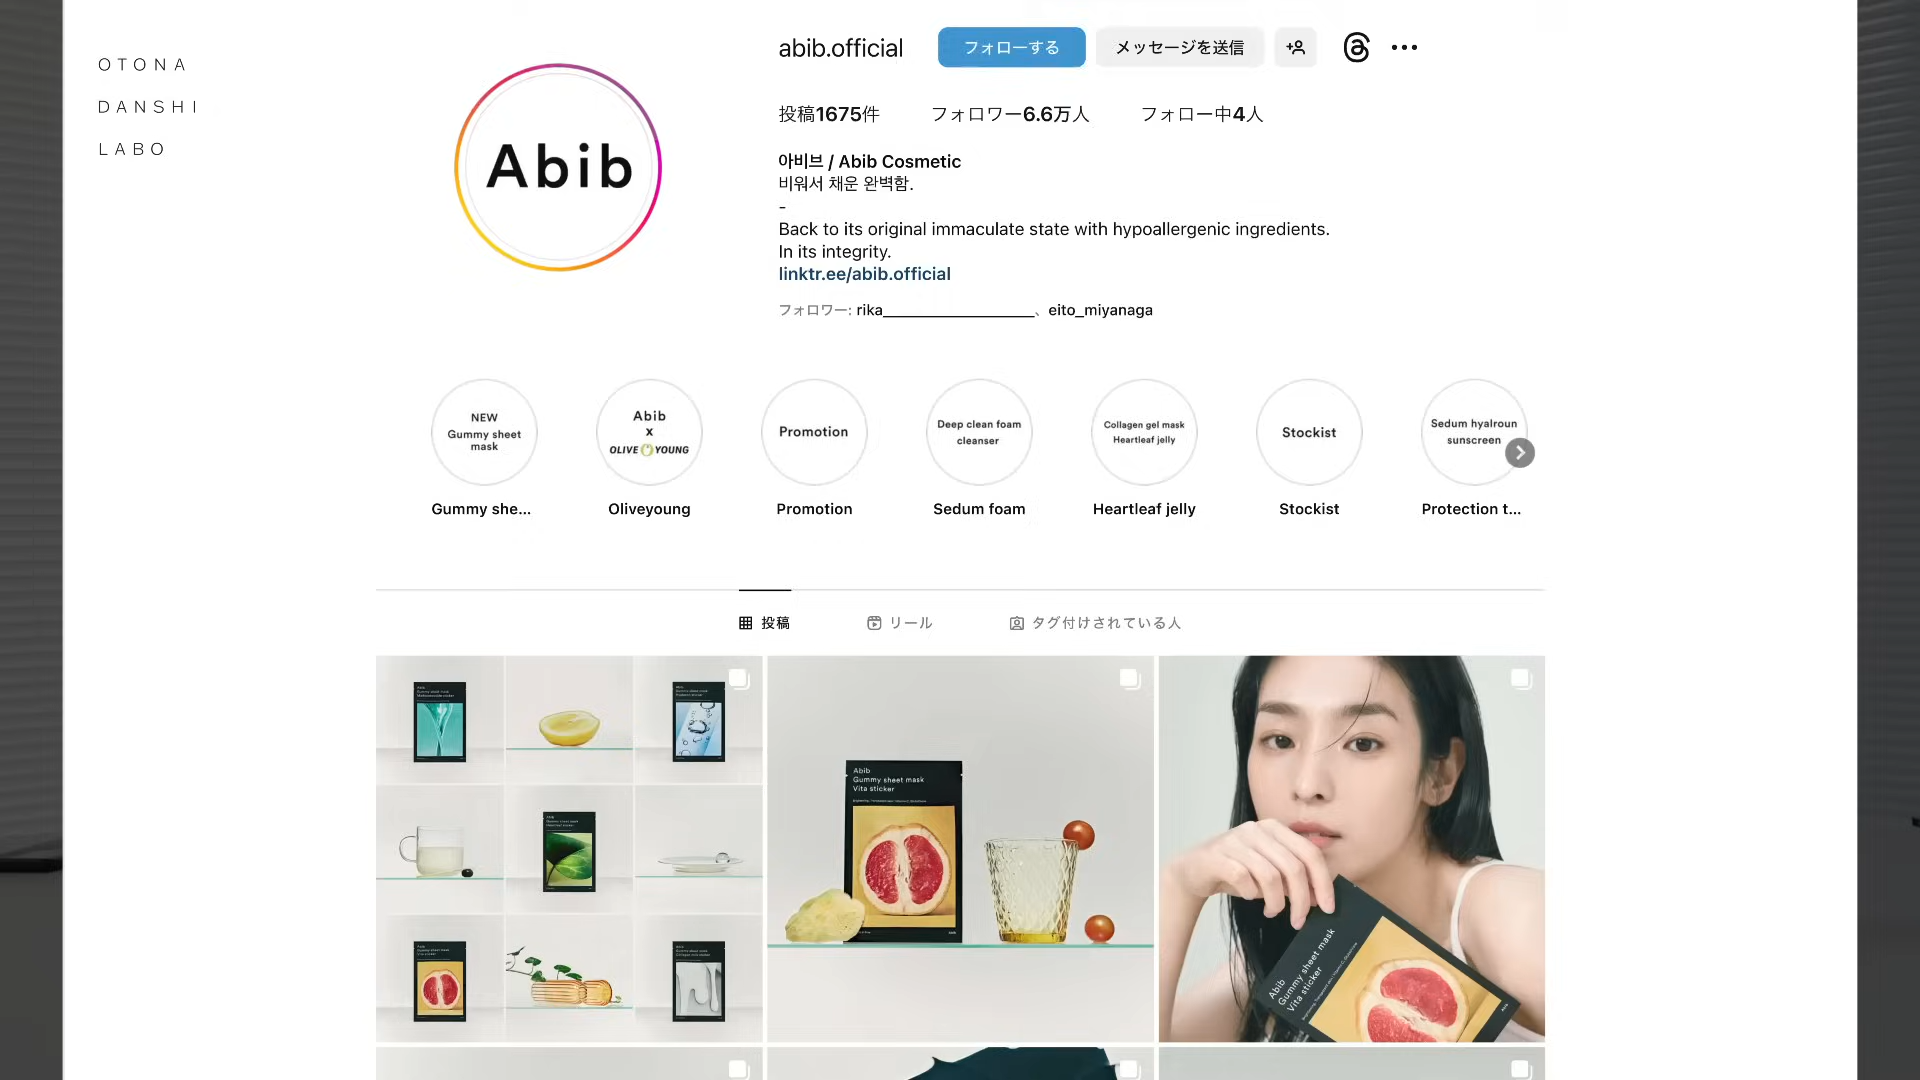 OTONA
DANSHI
LABO
abib.official
フォローする
メッセージを送信
投稿1675件
フォロワー6.6万人
フォロー中4人
Abib
아비브 / Abib Cosmetic
비워서 채운 완벽함.
-
Back to its original immaculate state with hypoallergenic ingredients.
In its integrity.
linktr.ee/abib.official
フォロワー: rika___________________、eito_miyanaga
NEW
Gummy sheet
mask
Abib
x
OLIVE YOUNG
Promotion
Deep clean foam
cleanser
Collagen gel mask
Heartleaf jelly
Stockist
Sedum hyalroun
sunscreen
Gummy she...
Oliveyoung
Promotion
Sedum foam
Heartleaf jelly
Stockist
Protection t...
投稿
リール
タグ付けされている人
Abib
Gummy sheet mask
Vita sticker
Abib
Gummy sheet mask
Vita sticker